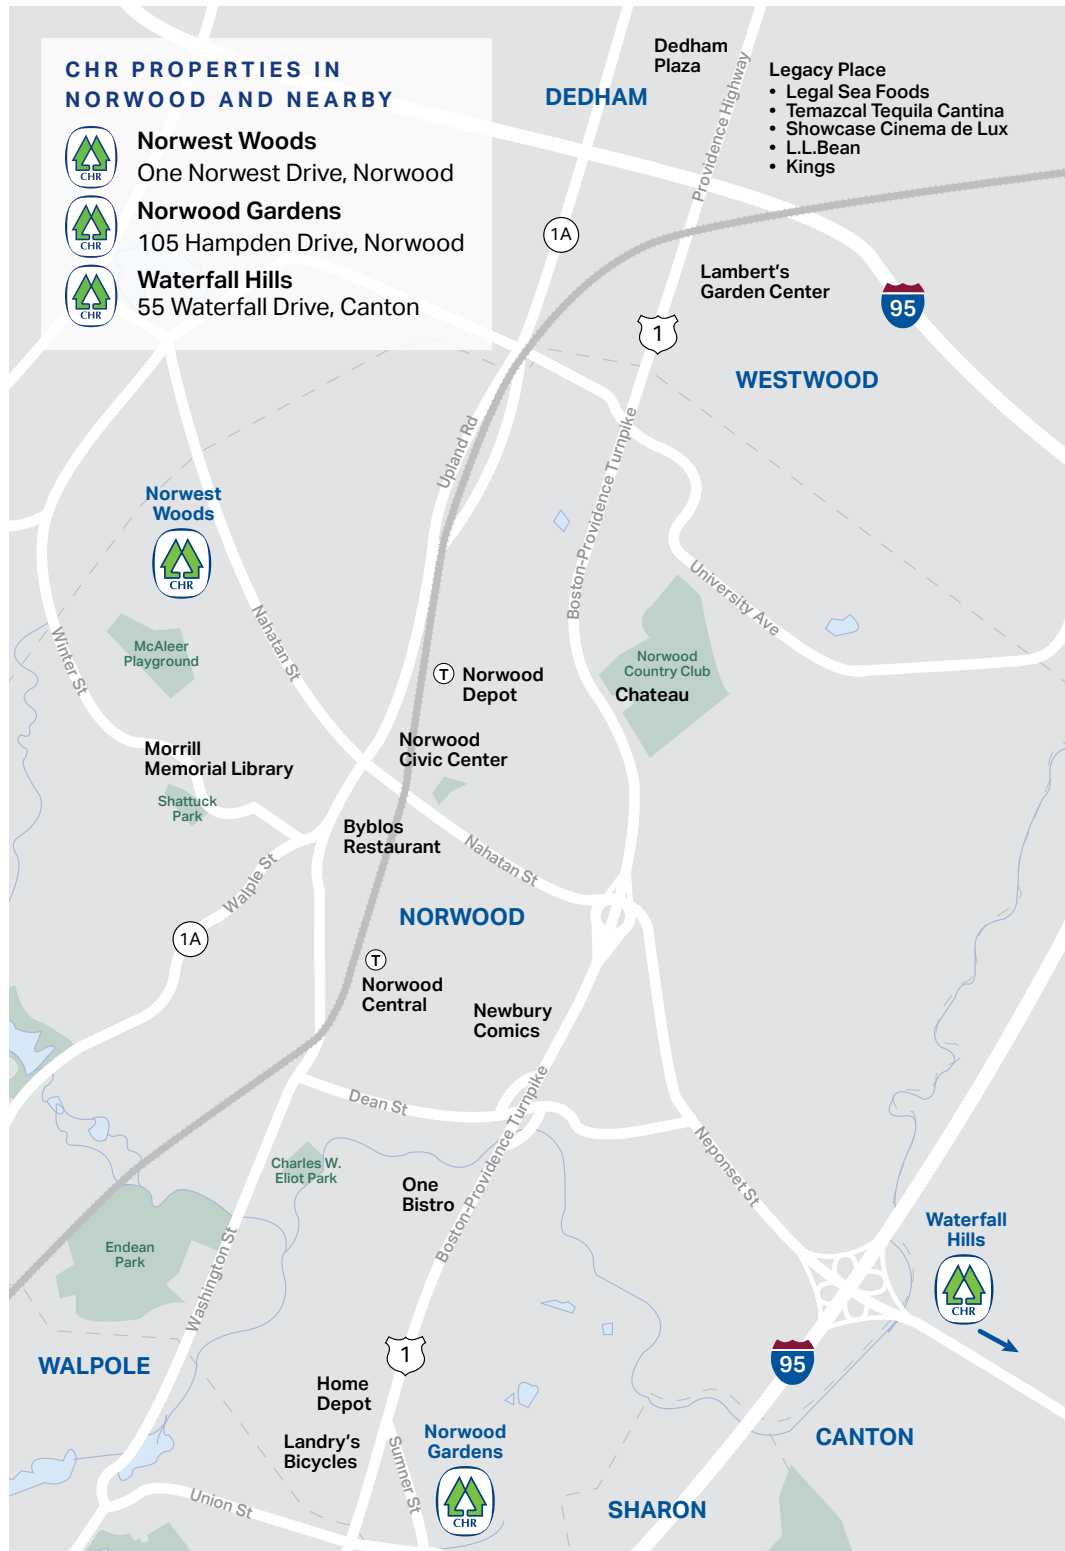 CHR PROPERTIES IN
NORWOOD AND NEARBY
CHR
Norwest Woods
One Norwest Drive, Norwood
CHR
Norwood Gardens
105 Hampden Drive, Norwood
CHR
Waterfall Hills
55 Waterfall Drive, Canton
Dedham
Plaza
DEDHAM
Providence Highway
Legacy Place
• Legal Sea Foods
• Temazcal Tequila Cantina
• Showcase Cinema de Lux
• L.L.Bean
• Kings
1A
Lambert's
Garden Center
95
1
WESTWOOD
Upland Rd
Boston-Providence Turnpike
Norwest
Woods
CHR
University Ave
Nahatan St
Winter St
McAleer
Playground
Norwood
Country Club
Chateau
T
Norwood
Depot
Norwood
Civic Center
Morrill
Memorial Library
Shattuck
Park
Byblos
Restaurant
Nahatan St
Walple St
NORWOOD
1A
T
Norwood
Central
Newbury
Comics
Dean St
Boston-Providence Turnpike
Neponset St
Charles W.
Eliot Park
One
Bistro
Endean
Park
Washington St
Waterfall
Hills
CHR
1
95
WALPOLE
Home
Depot
Landry's
Bicycles
Sumner St
Norwood
Gardens
CHR
CANTON
Union St
SHARON